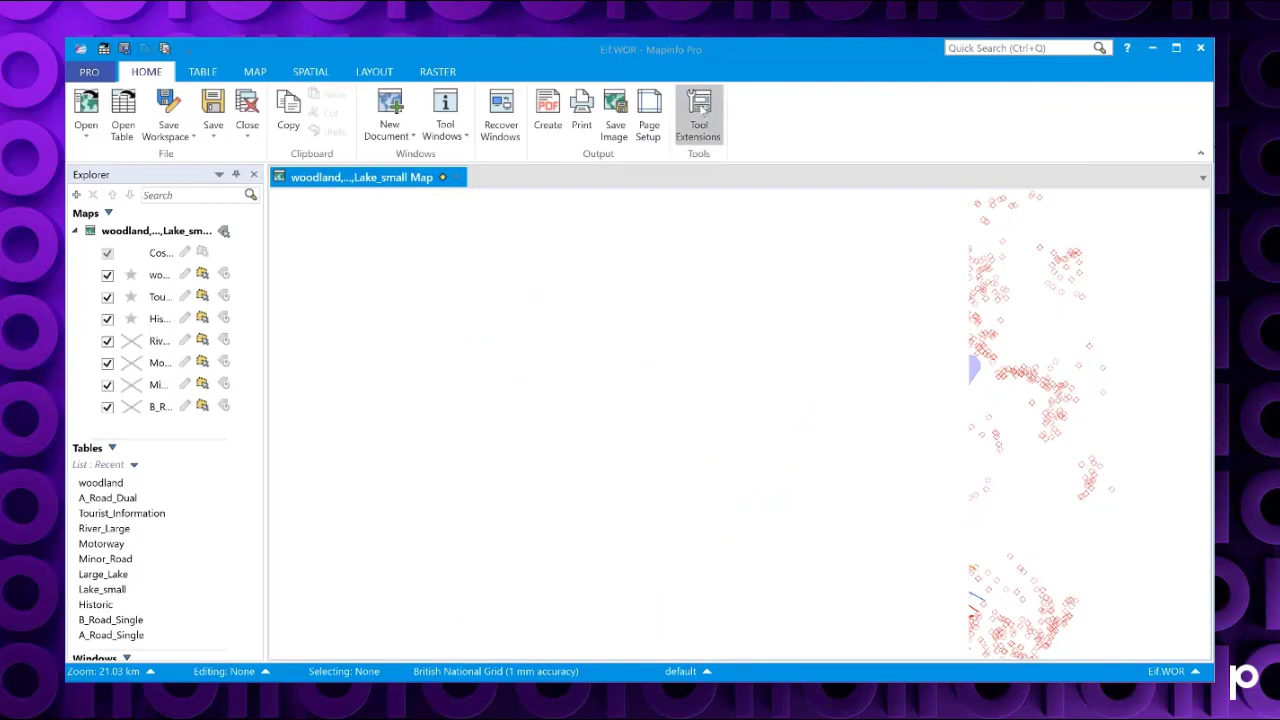 Eif.WOR - Mapinfo Pro
Quick Search (Ctrl+Q)
?
PRO HOME TABLE MAP SPATIAL LAYOUT RASTER
Open
Open Table
Save Workspace
Save
Close
File
Copy
Paste
Cut
Undo
Clipboard
New Document
Tool Windows
Windows
Recover Windows
Create
Print
Save Image
Page Setup
Output
Tool Extensions
Tools
Explorer
Search
Maps
woodland,...,Lake_sm...
Cos...
wo...
Tou...
His...
Riv...
Mo...
Mi...
B_R...
Tables
List : Recent
woodland
A_Road_Dual
Tourist_Information
River_Large
Motorway
Minor_Road
Large_Lake
Lake_small
Historic
B_Road_Single
A_Road_Single
Windows
woodland,...,Lake_small Map
Zoom: 21.03 km Editing: None Selecting: None British National Grid (1 mm accuracy) default Eif.WOR
p